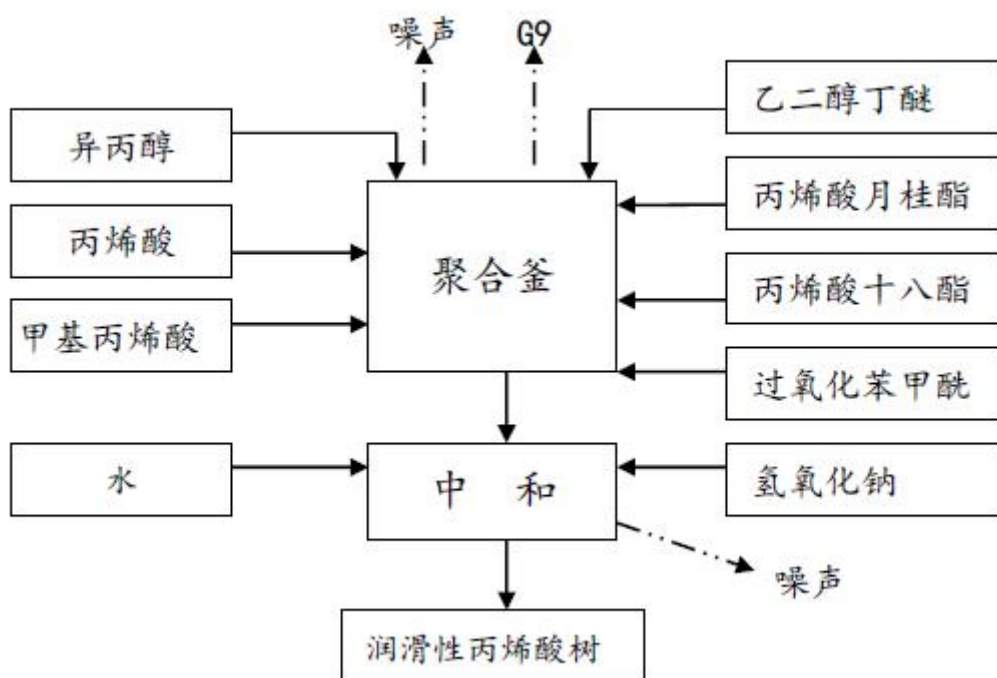 噪声
G9
异丙醇
乙二醇丁醚
丙烯酸
丙烯酸月桂酯
聚合釜
甲基丙烯酸
丙烯酸十八酯
过氧化苯甲酰
水
中 和
氢氧化钠
噪声
润滑性丙烯酸树